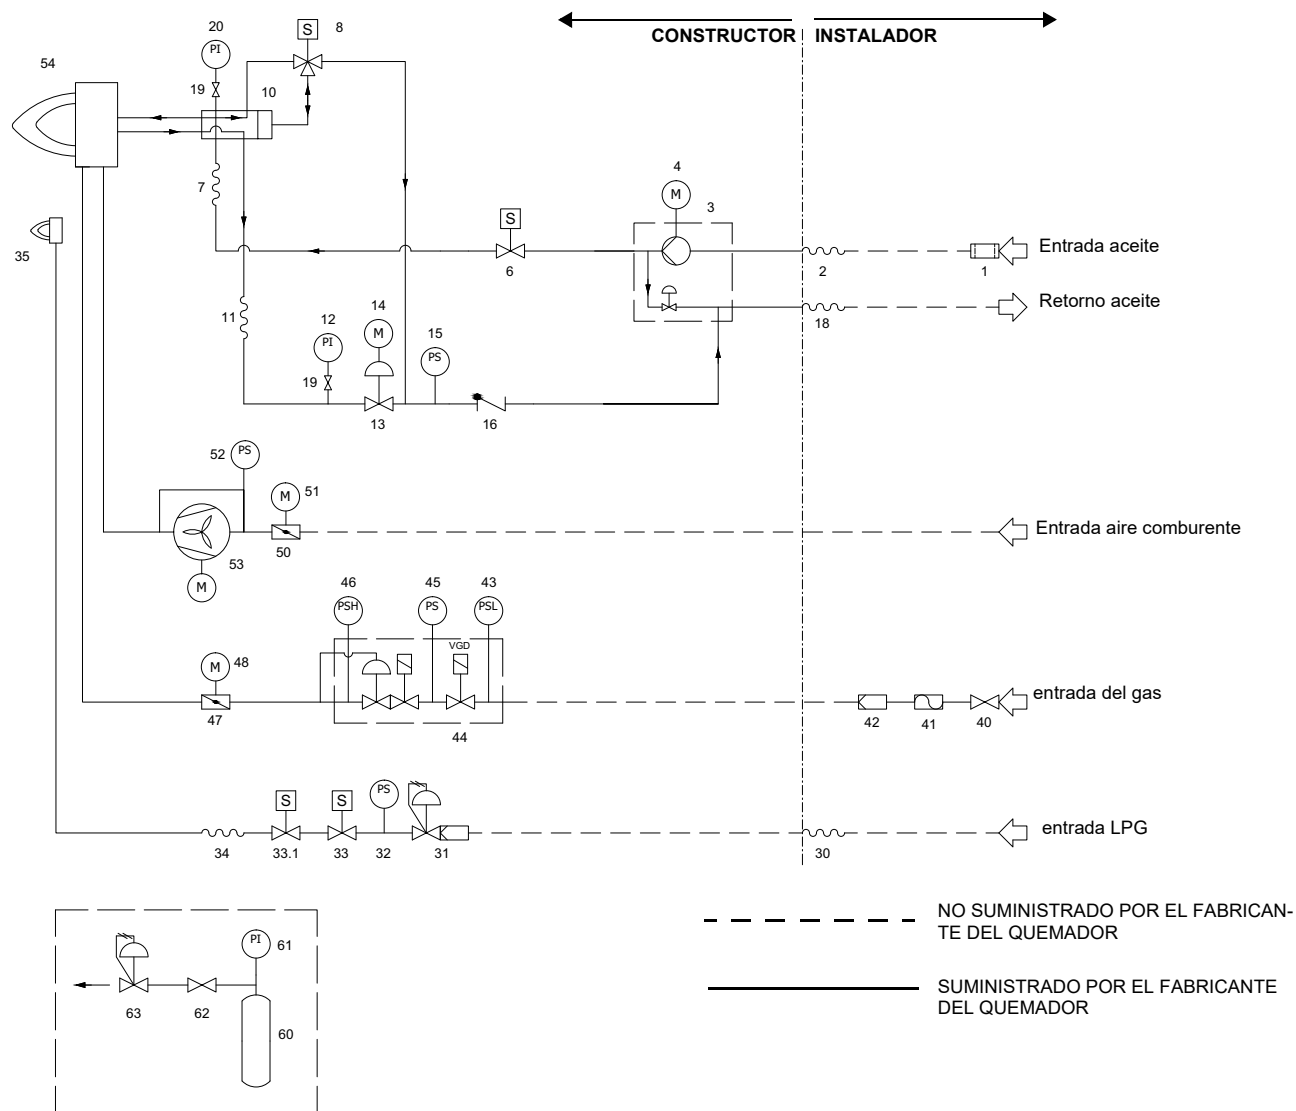 CONSTRUCTOR INSTALADOR
20
S 8
54
PI
19
10
4
M
7
3
S
35
Entrada aceite
6
2
1
Retorno aceite
14
11
12
M
15
18
PI
PS
19
13
16
52 PS
M 51
Entrada aire comburente
50
53
M
46
45
43
PSH
PS
PSL
VGD
M 48
entrada del gas
47
44
42
41
40
PS
S
S
entrada LPG
34
33.1
33
32
31
30
NO SUMINISTRADO POR EL FABRICAN-
TE DEL QUEMADOR
PI 61
SUMINISTRADO POR EL FABRICANTE
DEL QUEMADOR
63
62
60